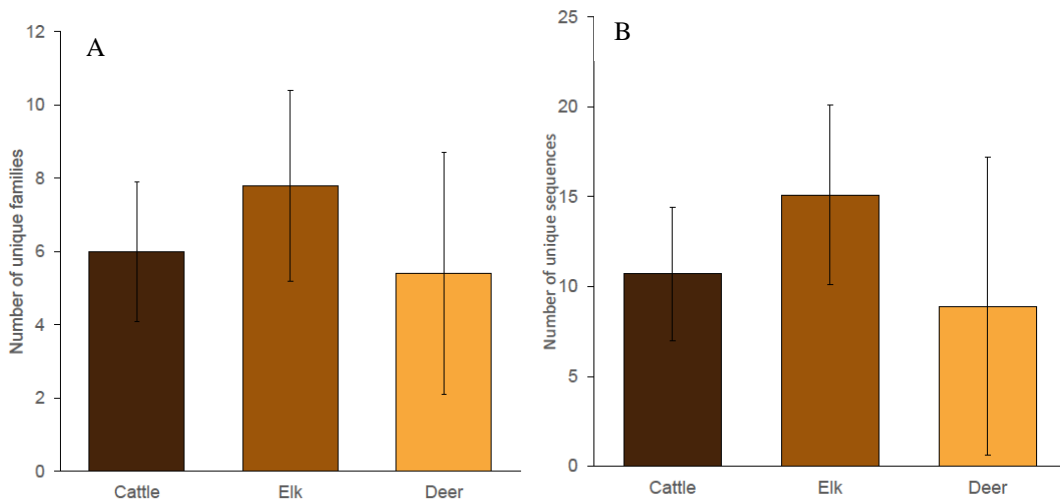 A
Number of unique families
12
10
8
6
4
2
0
Cattle Elk Deer
B
Number of unique sequences
25
20
15
10
5
0
Cattle Elk Deer